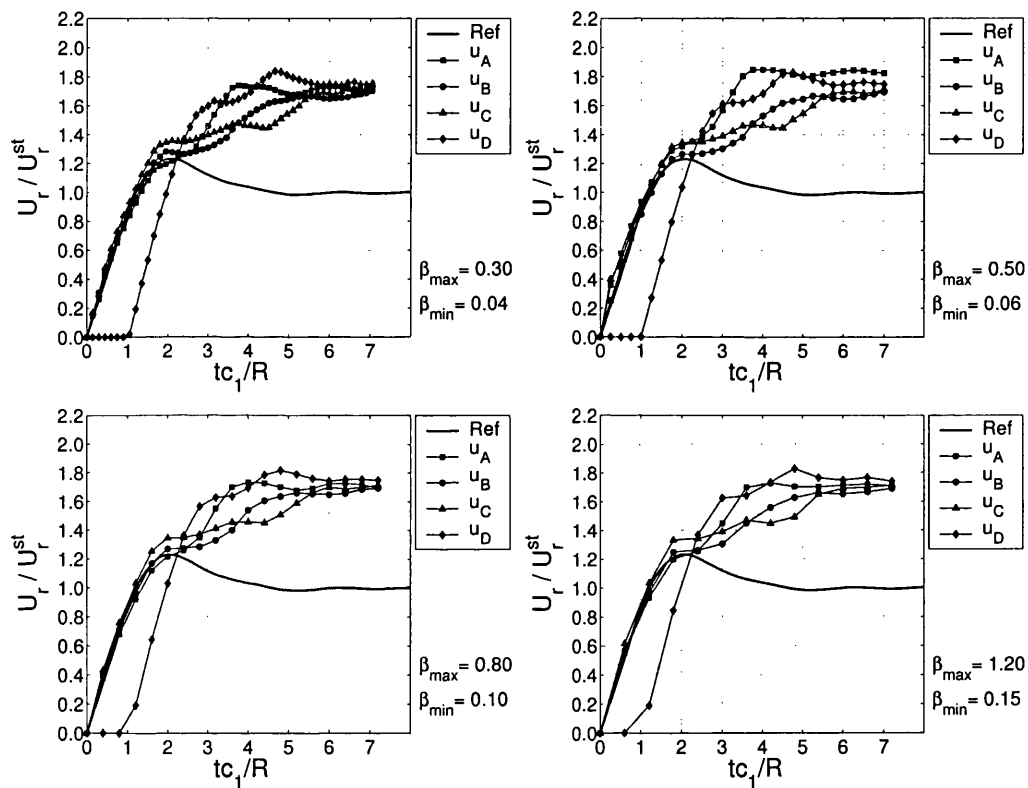 2.2
2.0
1.8
1.6
1.4
1.2
1.0
0.8
0.6
0.4
0.2
0.0
U_r / U_r^st
0 1 2 3 4 5 6 7
tc_1/R
Ref
u_A
u_B
u_C
u_D
β_max = 0.30
β_min = 0.04
2.2
2.0
1.8
1.6
1.4
1.2
1.0
0.8
0.6
0.4
0.2
0.0
U_r / U_r^st
0 1 2 3 4 5 6 7
tc_1/R
Ref
u_A
u_B
u_C
u_D
β_max = 0.50
β_min = 0.06
2.2
2.0
1.8
1.6
1.4
1.2
1.0
0.8
0.6
0.4
0.2
0.0
U_r / U_r^st
0 1 2 3 4 5 6 7
tc_1/R
Ref
u_A
u_B
u_C
u_D
β_max = 0.80
β_min = 0.10
2.2
2.0
1.8
1.6
1.4
1.2
1.0
0.8
0.6
0.4
0.2
0.0
U_r / U_r^st
0 1 2 3 4 5 6 7
tc_1/R
Ref
u_A
u_B
u_C
u_D
β_max = 1.20
β_min = 0.15